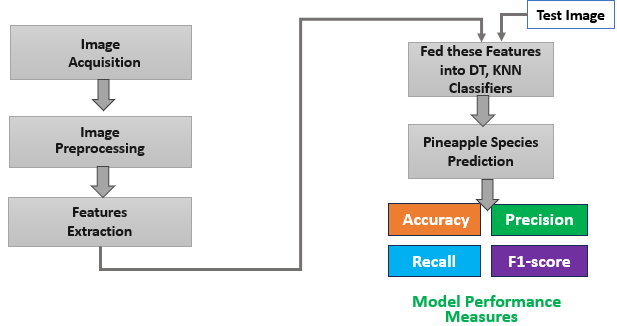 Image
Acquisition
Image
Preprocessing
Features
Extraction
Test Image
Fed these Features
into DT, KNN
Classifiers
Pineapple Species
Prediction
Accuracy
Precision
Recall
F1-score
Model Performance
Measures